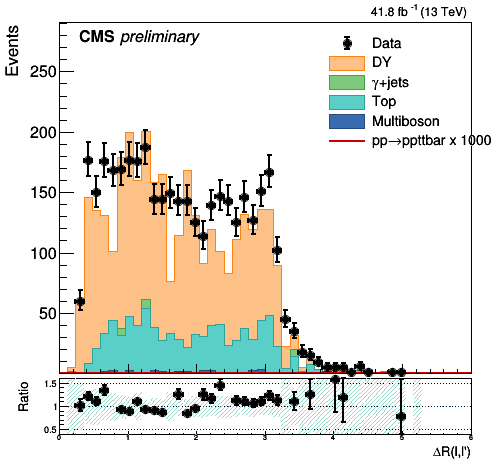 41.8 fb⁻¹ (13 TeV)
CMS preliminary
Events
Data
DY
γ+jets
Top
Multiboson
pp→ppttbar x 1000
250
200
150
100
50
Ratio
1.5
1
0.5
0 1 2 3 4 5 6
ΔR(l,l')